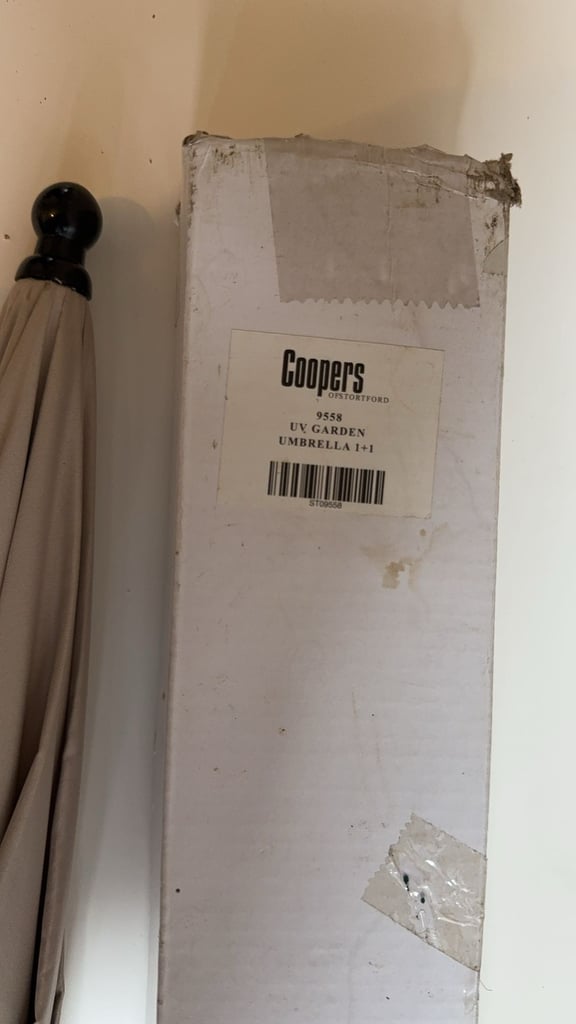 Coopers
OFSTORTFORD
9558
UV GARDEN
UMBRELLA 1+1
ST09558